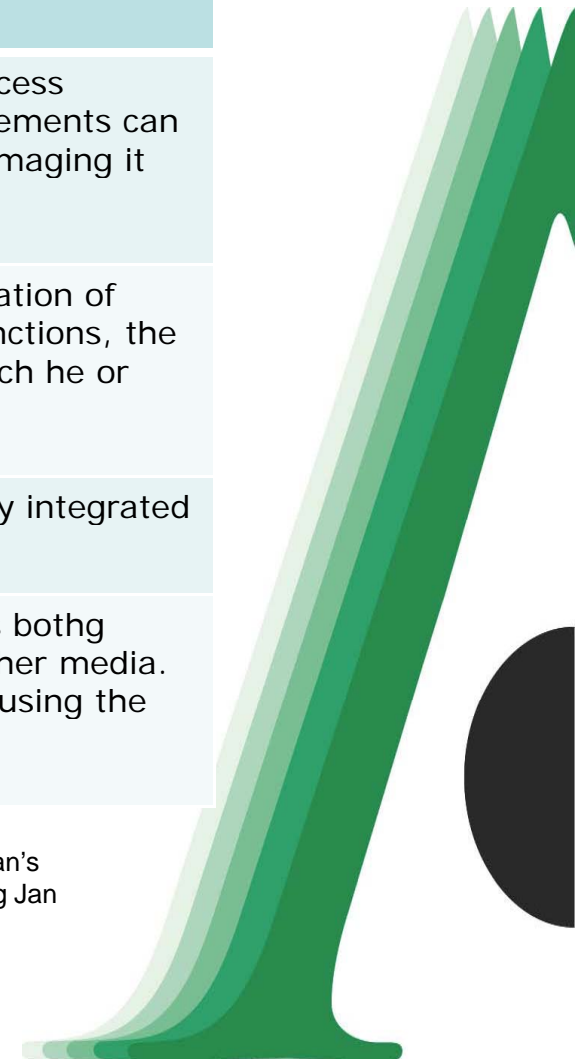 cess
ements can
maging it
ation of
nctions, the
ch he or
y integrated
bothg
her media.
using the
an's
g Jan